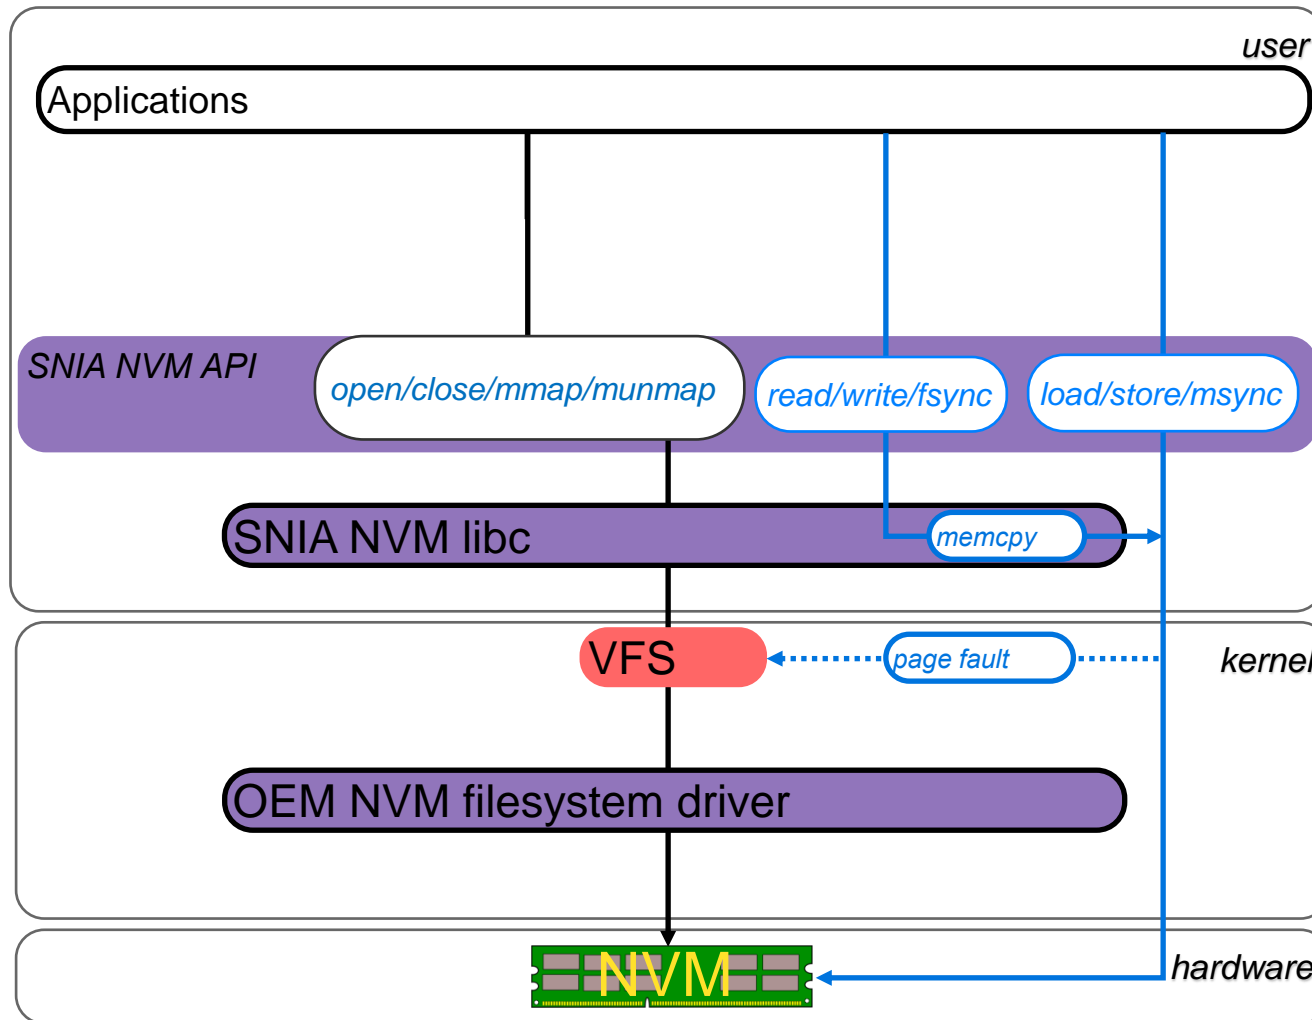 user
Applications
SNIA NVM API
open/close/mmap/munmap
read/write/fsync
load/store/msync
SNIA NVM libc
memcpy
VFS
page fault
kernel
OEM NVM filesystem driver
NVM
hardware